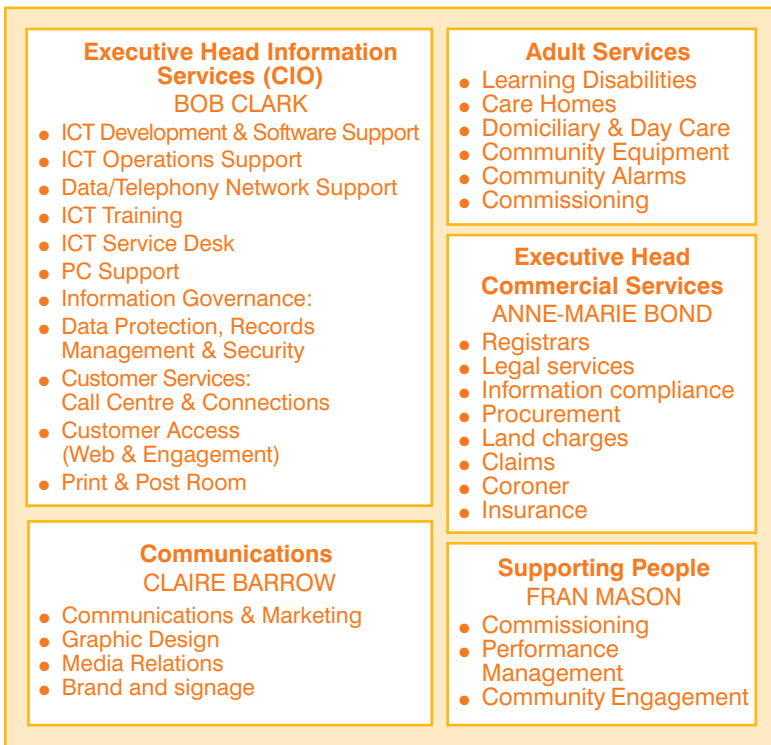 Executive Head Information
Services (CIO)
BOB CLARK
• ICT Development & Software Support
• ICT Operations Support
• Data/Telephony Network Support
• ICT Training
• ICT Service Desk
• PC Support
• Information Governance:
• Data Protection, Records
Management & Security
• Customer Services:
Call Centre & Connections
• Customer Access
(Web & Engagement)
• Print & Post Room
Communications
CLAIRE BARROW
• Communications & Marketing
• Graphic Design
• Media Relations
• Brand and signage
Adult Services
• Learning Disabilities
• Care Homes
• Domiciliary & Day Care
• Community Equipment
• Community Alarms
• Commissioning
Executive Head
Commercial Services
ANNE-MARIE BOND
• Registrars
• Legal services
• Information compliance
• Procurement
• Land charges
• Claims
• Coroner
• Insurance
Supporting People
FRAN MASON
• Commissioning
• Performance
Management
• Community Engagement